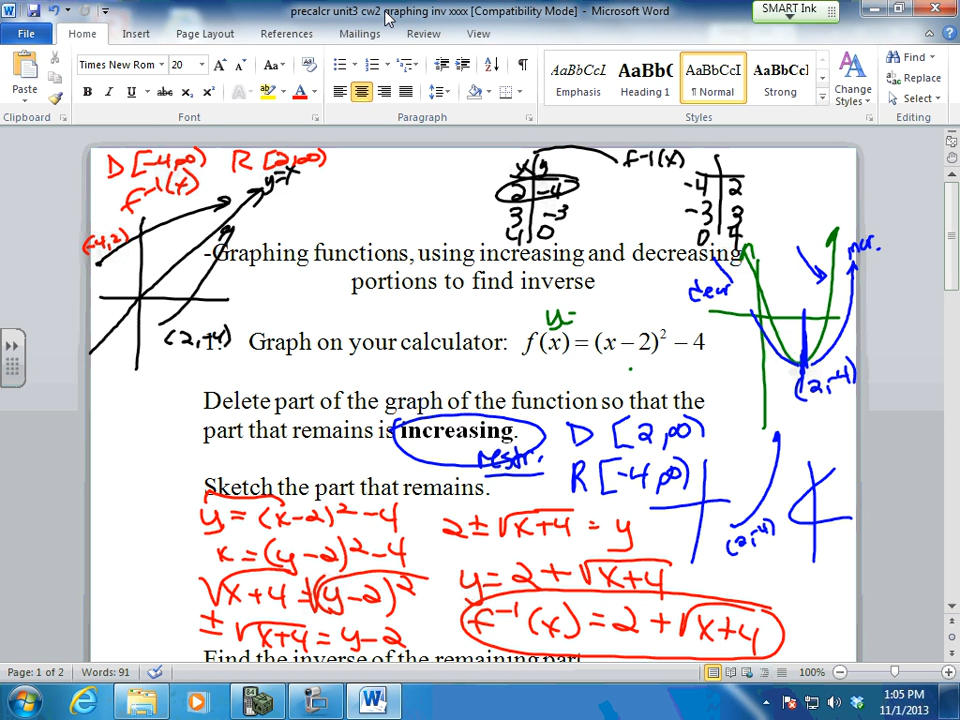 precalcr unit3 cw2 graphing inv xxxx [Compatibility Mode] - Microsoft Word
SMART Ink
File Home Insert Page Layout References Mailings Review View
Paste
Times New Rom 20
Aa
B I U abc x₂ x²
AaBbCcI AaBbCc AaBbCcI AaBbCcI
Emphasis Heading 1 ¶ Normal Strong
Change Styles
Find
Replace
Select
Clipboard Font Paragraph Styles Editing
D [-4,∞) R [2,∞)
f-1(x)
y=x
(-4,2)
(2,-4)
x y
2 -4
3 -3
4 0
f-1(x)
-4 2
-3 3
0 4
decr
incr.
(2,-4)
-Graphing functions, using increasing and decreasing
portions to find inverse
y=
Graph on your calculator: f(x) = (x − 2)² − 4
Delete part of the graph of the function so that the
part that remains is increasing.
restr.
D [2,∞)
R [-4,∞)
(2,-4)
Sketch the part that remains.
y = (x-2)² -4
x = (y-2)² -4
√x+4 = √(y-2)²
± √x+4 = y-2
2 ± √x+4 = y
y = 2 + √x+4
f-1(x) = 2 + √x+4
Find the inverse of the remaining part
Page: 1 of 2 Words: 91 100%
1:05 PM
11/1/2013